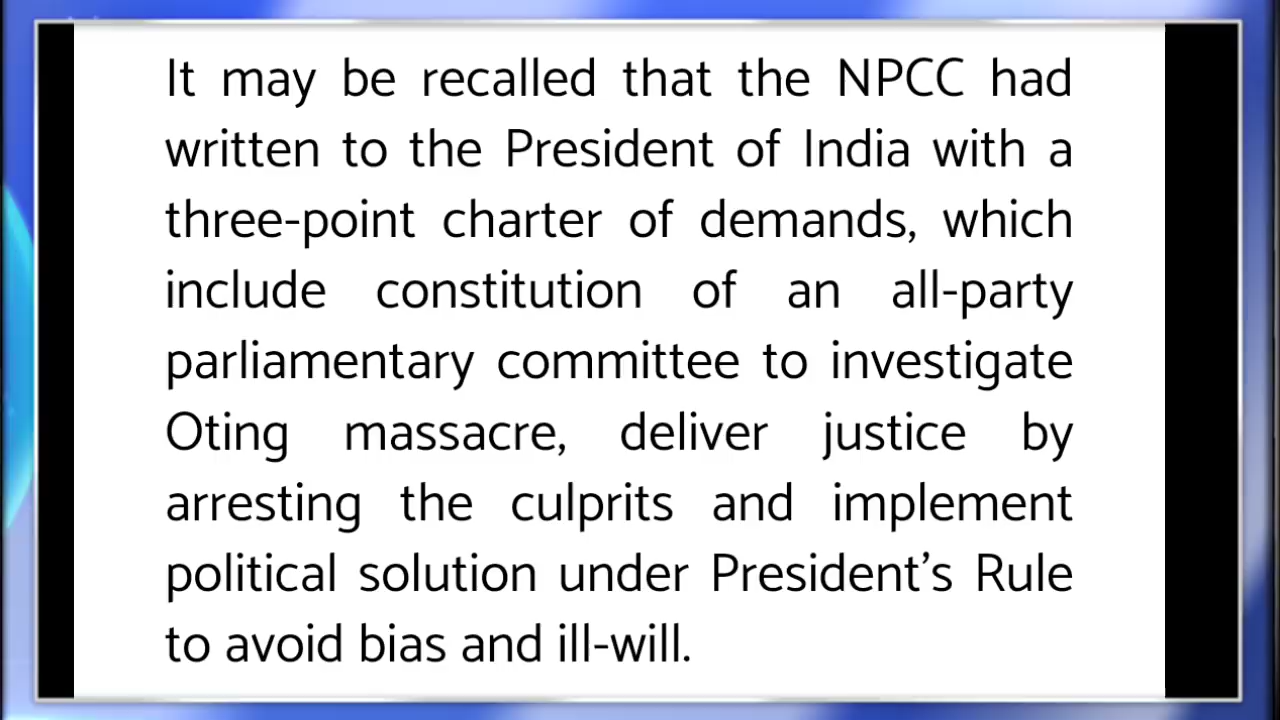 It may be recalled that the NPCC had
written to the President of India with a
three-point charter of demands, which
include constitution of an all-party
parliamentary committee to investigate
Oting massacre, deliver justice by
arresting the culprits and implement
political solution under President’s Rule
to avoid bias and ill-will.